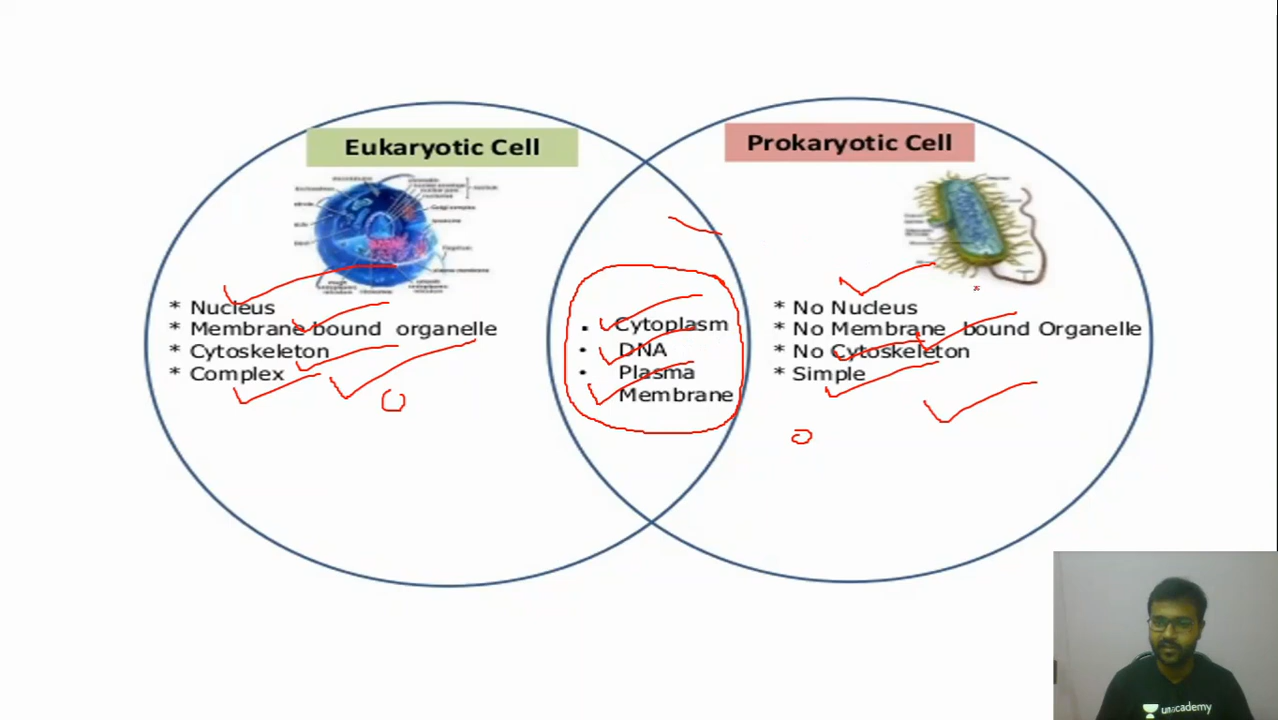 Eukaryotic Cell
Prokaryotic Cell
* Nucleus
* Membrane bound organelle
* Cytoskeleton
* Complex
• Cytoplasm
• DNA
• Plasma
Membrane
* No Nucleus
* No Membrane bound Organelle
* No Cytoskeleton
* Simple
unacademy